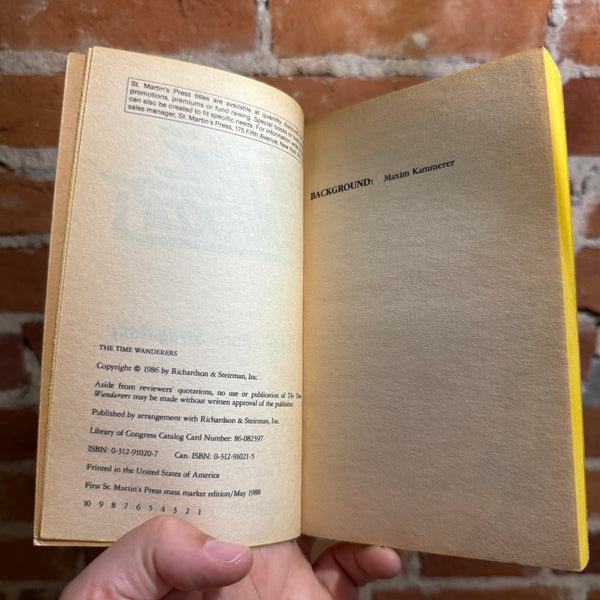 St. Martin's Press titles are available at quantity
promotions, premiums or fund raising. Special books or
can also be created to fit specific needs. For information
sales manager, St. Martin's Press, 175 Fifth Avenue, New York,
THE TIME WANDERERS
Copyright © 1986 by Richardson & Steirman, Inc.
Aside from reviewers' quotations, no use or publication of The Time
Wanderers may be made without written approval of the publisher.
Published by arrangement with Richardson & Steirman, Inc
Library of Congress Catalog Card Number: 86-082397
ISBN: 0-312-91020-7 Can. ISBN: 0-312-91021-5
Printed in the United States of America
First St. Martin's Press mass market edition/May 1988
10 9 8 7 6 5 4 3 2 1
BACKGROUND: Maxim Kammerer